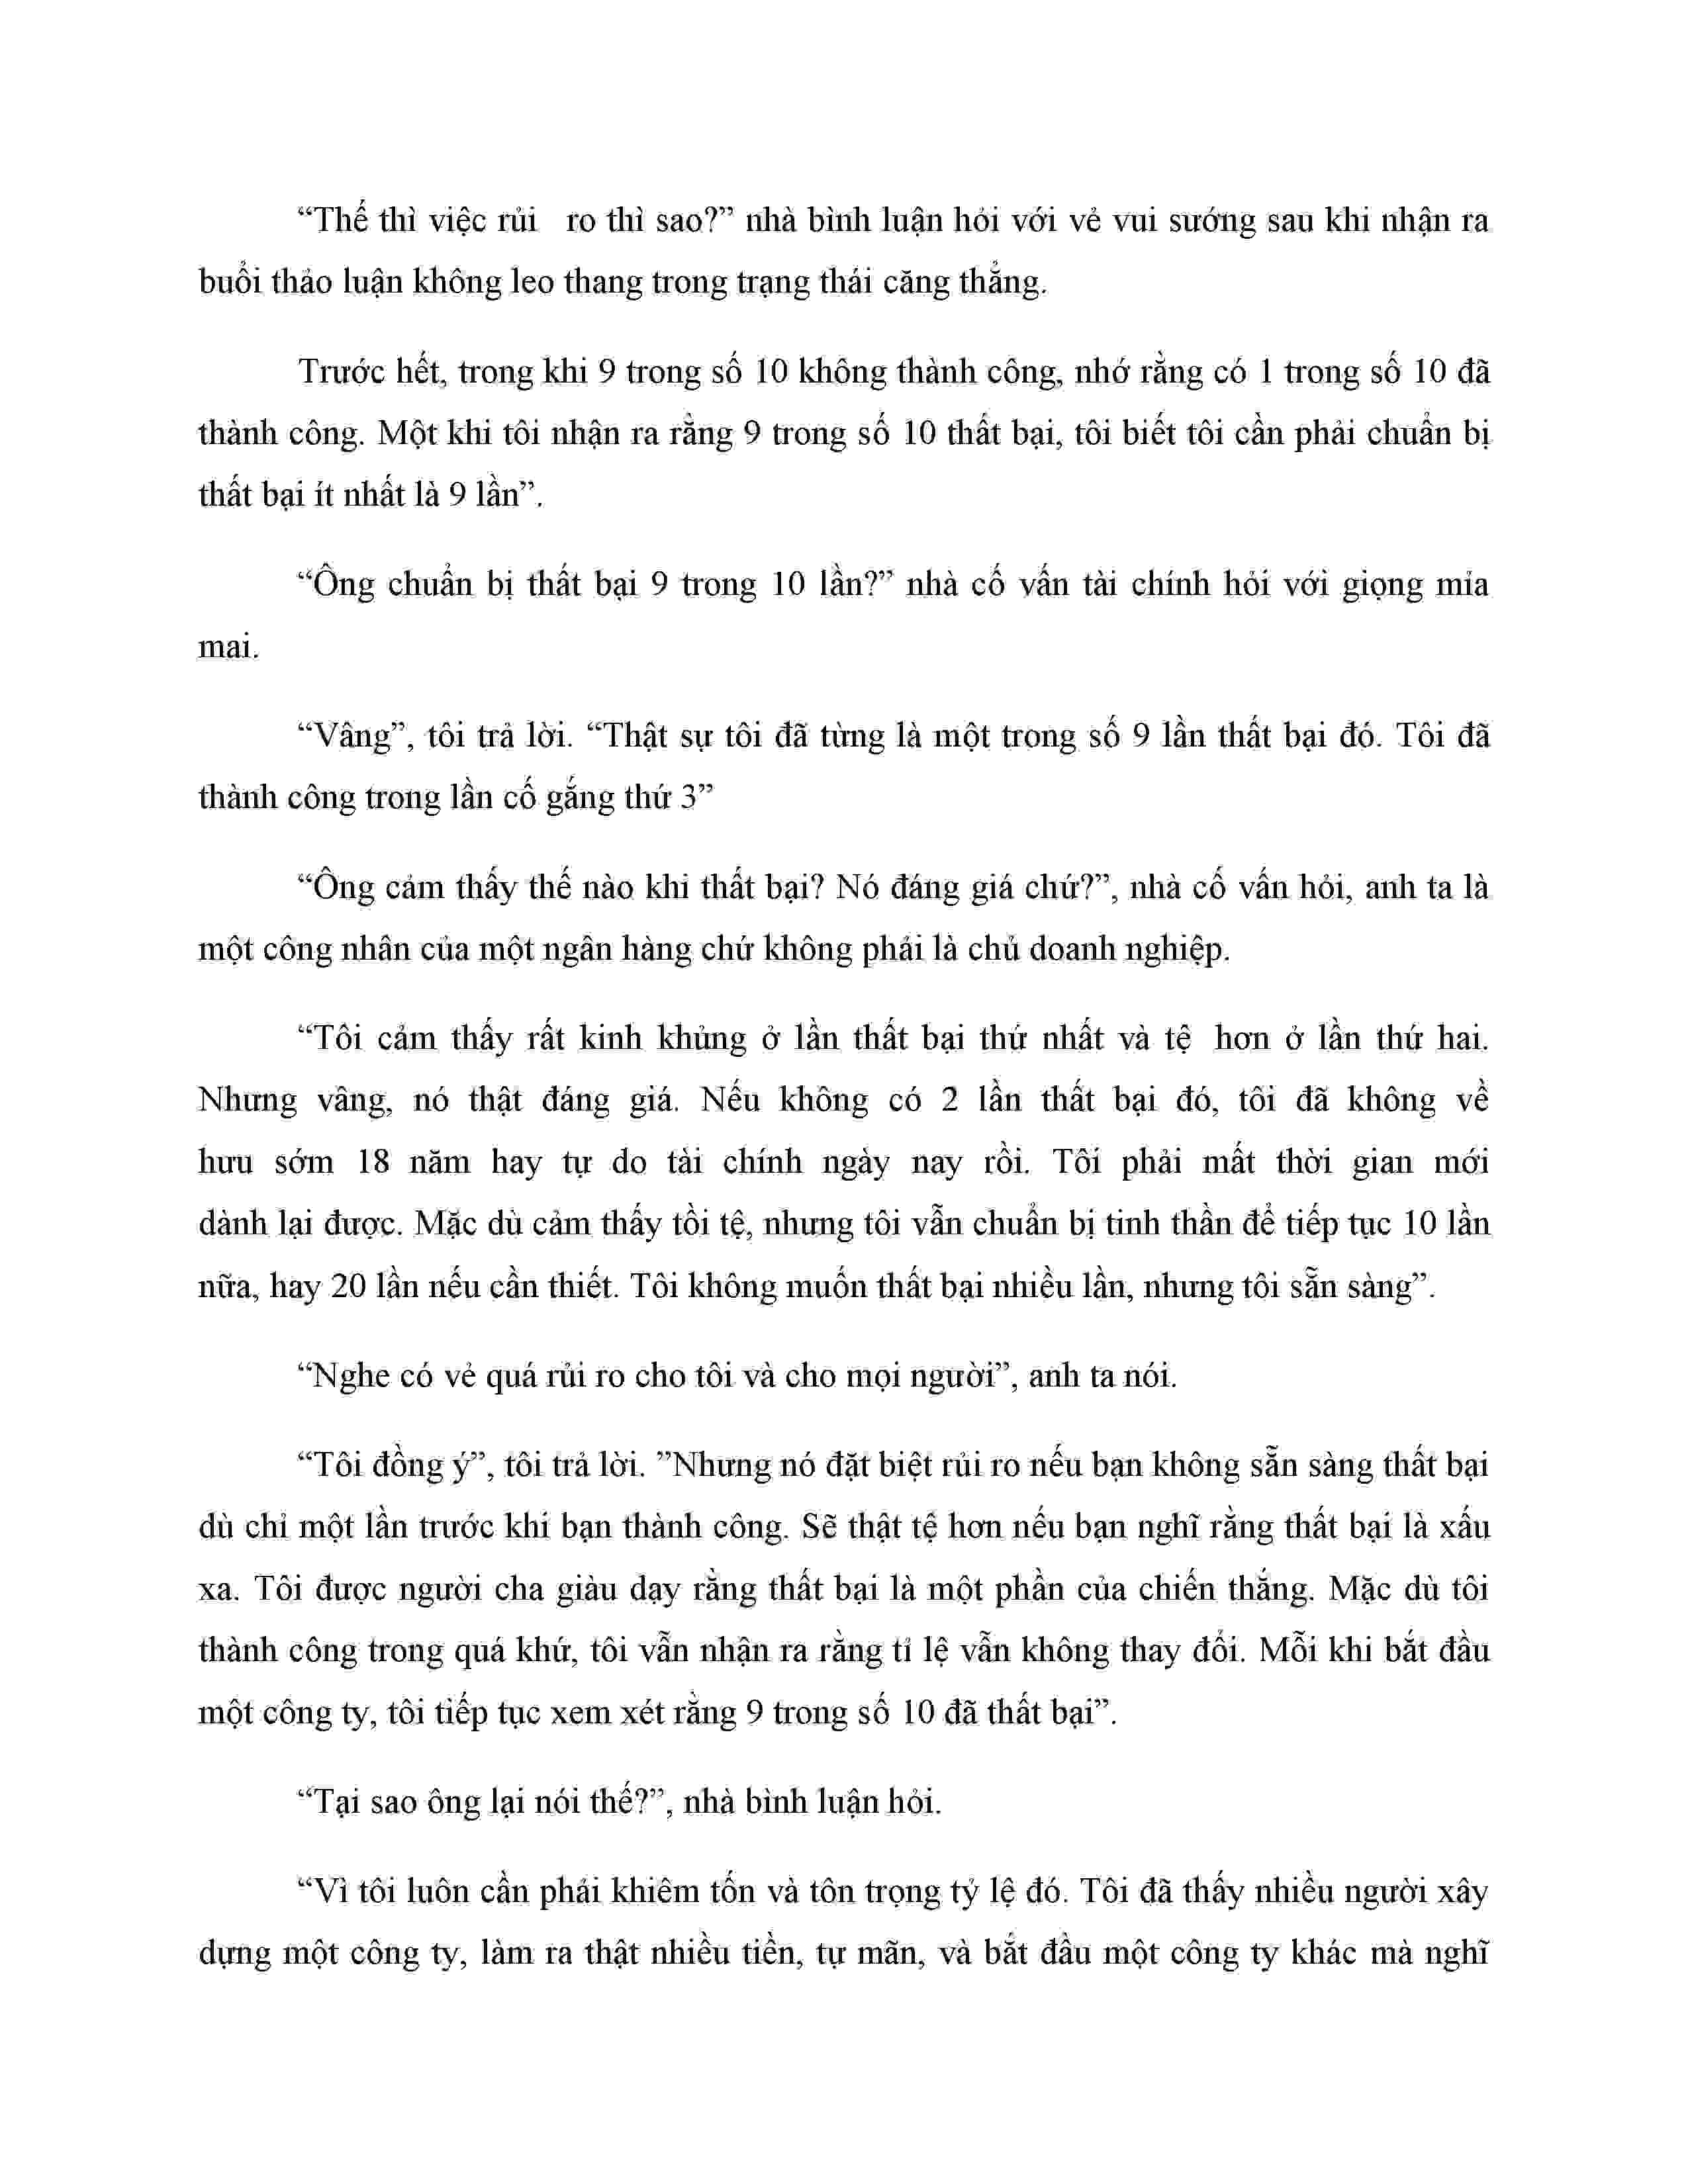 “Thế thì việc rủi ro thì sao?” nhà bình luận hỏi với vẻ vui sướng sau khi nhận ra
buổi thảo luận không leo thang trong trạng thái căng thẳng.
Trước hết, trong khi 9 trong số 10 không thành công, nhớ rằng có 1 trong số 10 đã
thành công. Một khi tôi nhận ra rằng 9 trong số 10 thất bại, tôi biết tôi cần phải chuẩn bị
thất bại ít nhất là 9 lần”.
“Ông chuẩn bị thất bại 9 trong 10 lần?” nhà cố vấn tài chính hỏi với giọng mỉa
mai.
“Vâng”, tôi trả lời. “Thật sự tôi đã từng là một trong số 9 lần thất bại đó. Tôi đã
thành công trong lần cố gắng thứ 3”
“Ông cảm thấy thế nào khi thất bại? Nó đáng giá chứ?”, nhà cố vấn hỏi, anh ta là
một công nhân của một ngân hàng chứ không phải là chủ doanh nghiệp.
“Tôi cảm thấy rất kinh khủng ở lần thất bại thứ nhất và tệ hơn ở lần thứ hai.
Nhưng vâng, nó thật đáng giá. Nếu không có 2 lần thất bại đó, tôi đã không về
hưu sớm 18 năm hay tự do tài chính ngày nay rồi. Tôi phải mất thời gian mới
dành lại được. Mặc dù cảm thấy tồi tệ, nhưng tôi vẫn chuẩn bị tinh thần để tiếp tục 10 lần
nữa, hay 20 lần nếu cần thiết. Tôi không muốn thất bại nhiều lần, nhưng tôi sẵn sàng”.
“Nghe có vẻ quá rủi ro cho tôi và cho mọi người”, anh ta nói.
“Tôi đồng ý”, tôi trả lời. ”Nhưng nó đặt biệt rủi ro nếu bạn không sẵn sàng thất bại
dù chỉ một lần trước khi bạn thành công. Sẽ thật tệ hơn nếu bạn nghĩ rằng thất bại là xấu
xa. Tôi được người cha giàu dạy rằng thất bại là một phần của chiến thắng. Mặc dù tôi
thành công trong quá khứ, tôi vẫn nhận ra rằng tỉ lệ vẫn không thay đổi. Mỗi khi bắt đầu
một công ty, tôi tiếp tục xem xét rằng 9 trong số 10 đã thất bại”.
“Tại sao ông lại nói thế?”, nhà bình luận hỏi.
“Vì tôi luôn cần phải khiêm tốn và tôn trọng tỷ lệ đó. Tôi đã thấy nhiều người xây
dựng một công ty, làm ra thật nhiều tiền, tự mãn, và bắt đầu một công ty khác mà nghĩ